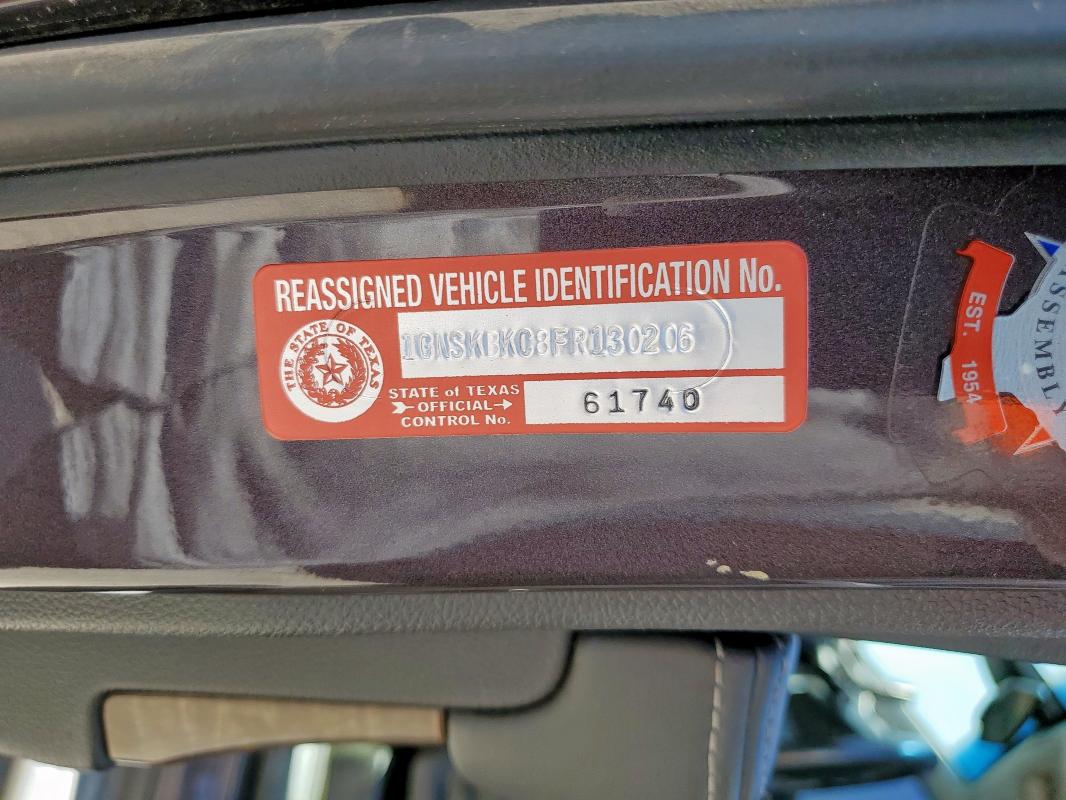 REASSIGNED VEHICLE IDENTIFICATION No.
THE STATE OF TEXAS
1GNSKBKC8FR130206
STATE of TEXAS
OFFICIAL
CONTROL No.
61740
EST. 1954